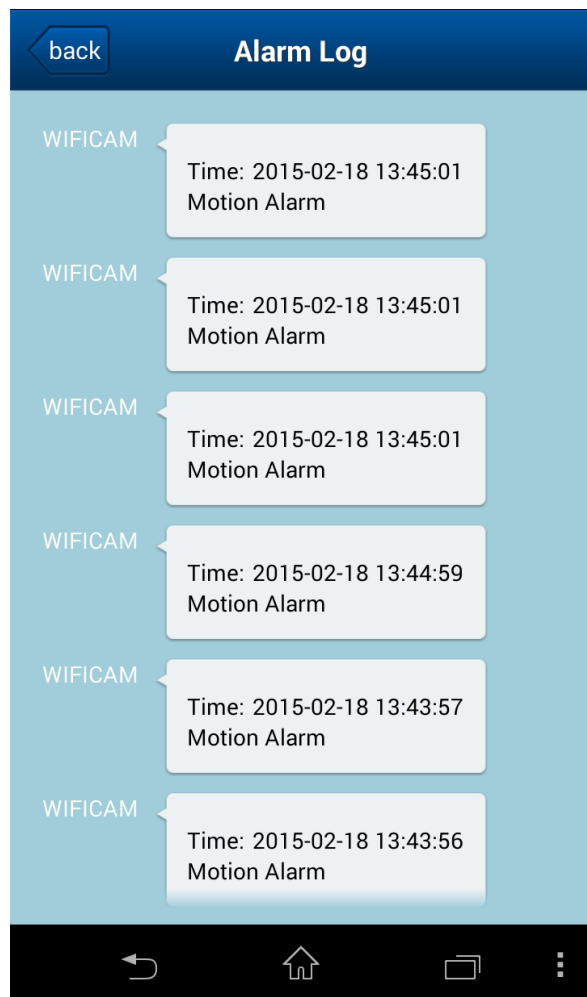 back
Alarm Log
WIFICAM
Time: 2015-02-18 13:45:01
Motion Alarm
WIFICAM
Time: 2015-02-18 13:45:01
Motion Alarm
WIFICAM
Time: 2015-02-18 13:45:01
Motion Alarm
WIFICAM
Time: 2015-02-18 13:44:59
Motion Alarm
WIFICAM
Time: 2015-02-18 13:43:57
Motion Alarm
WIFICAM
Time: 2015-02-18 13:43:56
Motion Alarm